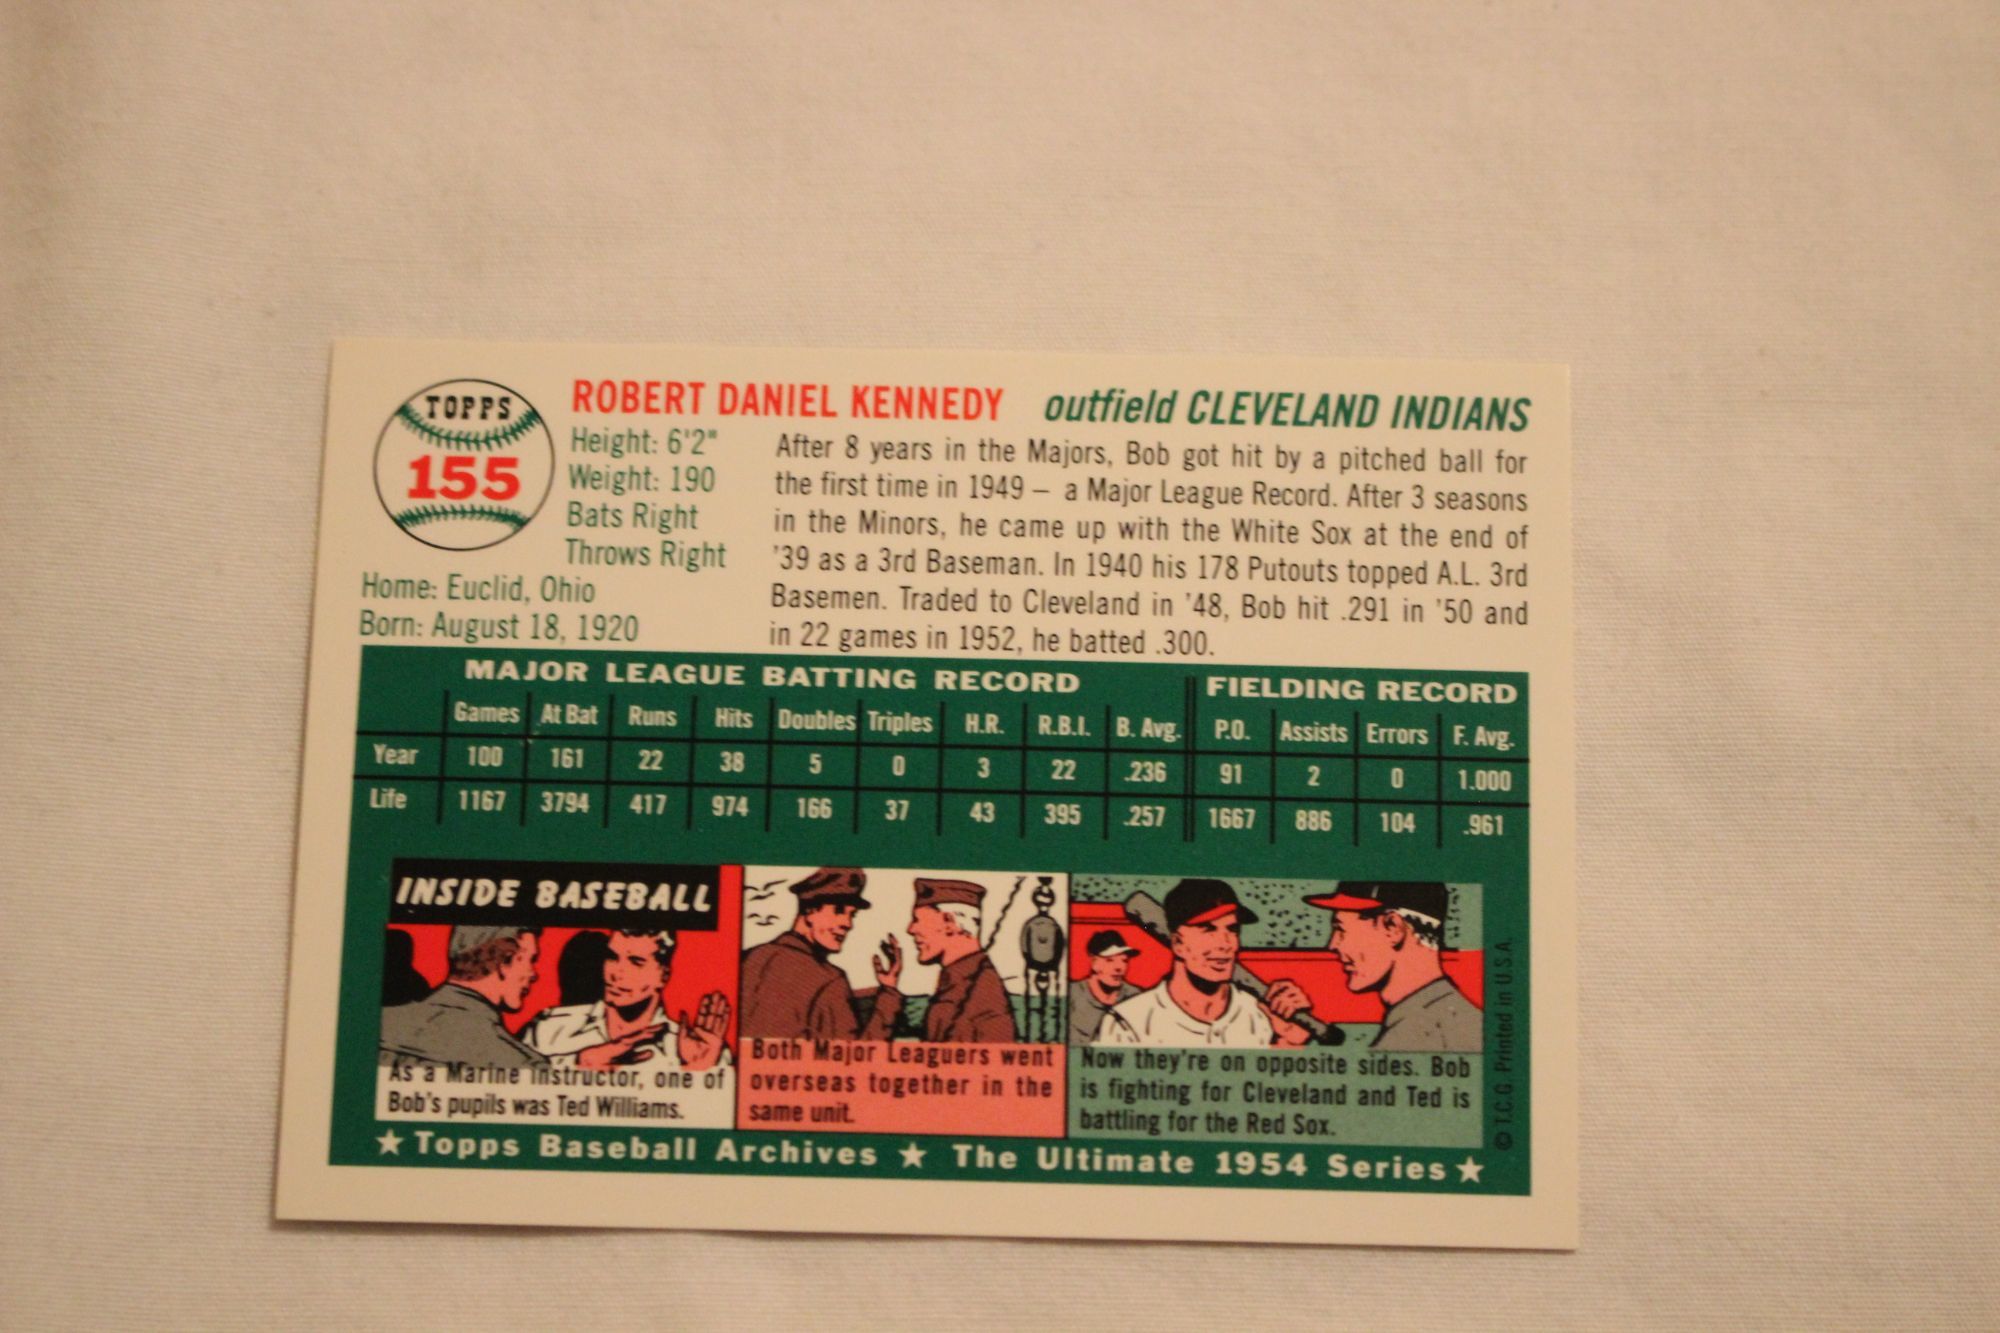 TOPPS
155
ROBERT DANIEL KENNEDY outfield CLEVELAND INDIANS
Height: 6'2"
Weight: 190
Bats Right
Throws Right
Home: Euclid, Ohio
Born: August 18, 1920
After 8 years in the Majors, Bob got hit by a pitched ball for
the first time in 1949 – a Major League Record. After 3 seasons
in the Minors, he came up with the White Sox at the end of
'39 as a 3rd Baseman. In 1940 his 178 Putouts topped A.L. 3rd
Basemen. Traded to Cleveland in '48, Bob hit .291 in '50 and
in 22 games in 1952, he batted .300.
MAJOR LEAGUE BATTING RECORD FIELDING RECORD
Games At Bat Runs Hits Doubles Triples H.R. R.B.I. B. Avg. P.O. Assists Errors F. Avg.
Year 100 161 22 38 5 0 3 22 .236 91 2 0 1.000
Life 1167 3794 417 974 166 37 43 395 .257 1667 886 104 .961
INSIDE BASEBALL
As a Marine instructor, one of
Bob's pupils was Ted Williams.
Both Major Leaguers went
overseas together in the
same unit.
Now they're on opposite sides. Bob
is fighting for Cleveland and Ted is
battling for the Red Sox.
© T.C.G. Printed in U.S.A.
★ Topps Baseball Archives ★ The Ultimate 1954 Series ★